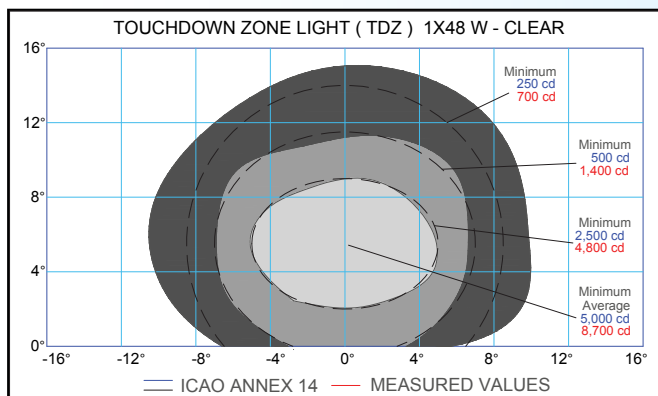 TOUCHDOWN ZONE LIGHT ( TDZ ) 1X48 W - CLEAR
16°
12°
8°
4°
0°
Minimum
250 cd
700 cd
Minimum
500 cd
1,400 cd
Minimum
2,500 cd
4,800 cd
Minimum
Average
5,000 cd
8,700 cd
-16° -12° -8° -4° 0° 4° 8° 12° 16°
ICAO ANNEX 14 MEASURED VALUES